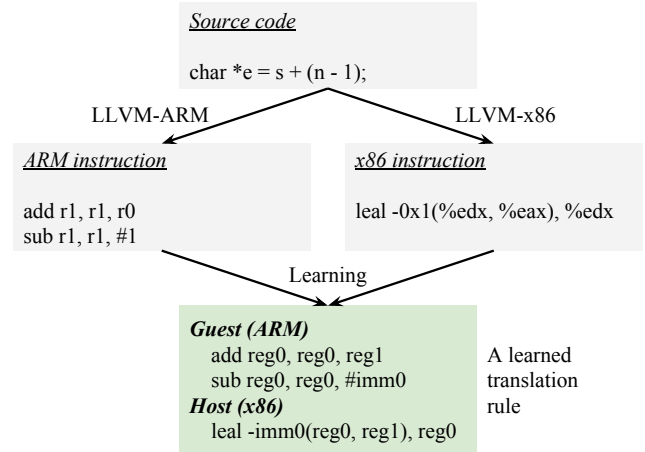 Source code
char *e = s + (n - 1);
LLVM-ARM
LLVM-x86
ARM instruction
add r1, r1, r0
sub r1, r1, #1
x86 instruction
leal -0x1(%edx, %eax), %edx
Learning
Guest (ARM)
add reg0, reg0, reg1
sub reg0, reg0, #imm0
Host (x86)
leal -imm0(reg0, reg1), reg0
A learned
translation
rule